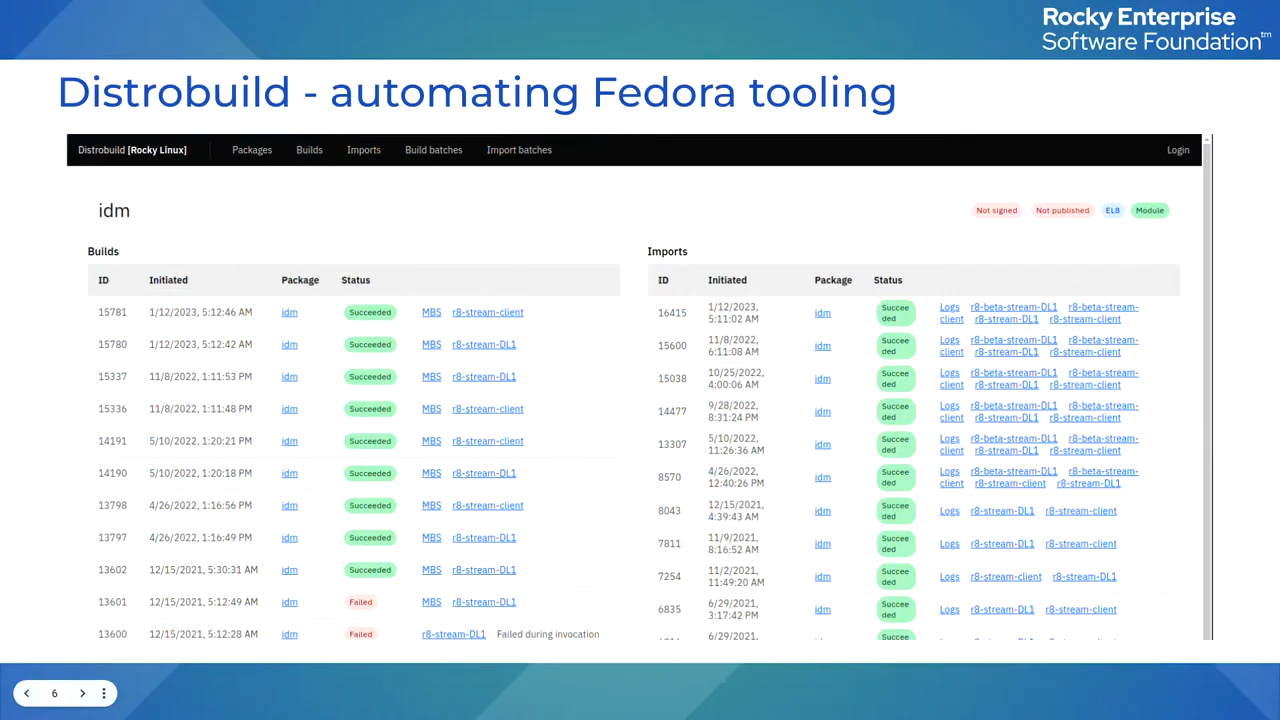 Rocky Enterprise
Software Foundation™
Distrobuild - automating Fedora tooling
Distrobuild [Rocky Linux] Packages Builds Imports Build batches Import batches Login
idm Not signed Not published EL8 Module
Builds
ID Initiated Package Status
15781 1/12/2023, 5:12:46 AM idm Succeeded MBS r8-stream-client
15780 1/12/2023, 5:12:42 AM idm Succeeded MBS r8-stream-DL1
15337 11/8/2022, 1:11:53 PM idm Succeeded MBS r8-stream-DL1
15336 11/8/2022, 1:11:48 PM idm Succeeded MBS r8-stream-client
14191 5/10/2022, 1:20:21 PM idm Succeeded MBS r8-stream-client
14190 5/10/2022, 1:20:18 PM idm Succeeded MBS r8-stream-DL1
13798 4/26/2022, 1:16:56 PM idm Succeeded MBS r8-stream-client
13797 4/26/2022, 1:16:49 PM idm Succeeded MBS r8-stream-DL1
13602 12/15/2021, 5:30:31 AM idm Succeeded MBS r8-stream-DL1
13601 12/15/2021, 5:12:49 AM idm Failed MBS r8-stream-DL1
13600 12/15/2021, 5:12:28 AM idm Failed r8-stream-DL1 Failed during invocation
Imports
ID Initiated Package Status
1/12/2023, Succee Logs r8-beta-stream-DL1 r8-beta-stream-
16415 5:11:02 AM idm ded client r8-stream-DL1 r8-stream-client
11/8/2022, Succee Logs r8-beta-stream-DL1 r8-beta-stream-
15600 6:11:08 AM idm ded client r8-stream-DL1 r8-stream-client
10/25/2022, Succee Logs r8-beta-stream-DL1 r8-beta-stream-
15038 4:00:06 AM idm ded client r8-stream-DL1 r8-stream-client
9/28/2022, Succee Logs r8-beta-stream-DL1 r8-beta-stream-
14477 8:31:24 PM idm ded client r8-stream-DL1 r8-stream-client
5/10/2022, Succee Logs r8-beta-stream-DL1 r8-beta-stream-
13307 11:26:36 AM idm ded client r8-stream-DL1 r8-stream-client
4/26/2022, Succee Logs r8-beta-stream-DL1 r8-beta-stream-
8570 12:40:26 PM idm ded client r8-stream-client r8-stream-DL1
12/15/2021, Succee
8043 4:39:43 AM idm ded Logs r8-stream-DL1 r8-stream-client
11/9/2021, Succee
7811 8:16:52 AM idm ded Logs r8-stream-DL1 r8-stream-client
11/2/2021, Succee
7254 11:49:20 AM idm ded Logs r8-stream-client r8-stream-DL1
6/29/2021, Succee
6835 3:17:42 PM idm ded Logs r8-stream-DL1 r8-stream-client
6/29/2021, Succee
6